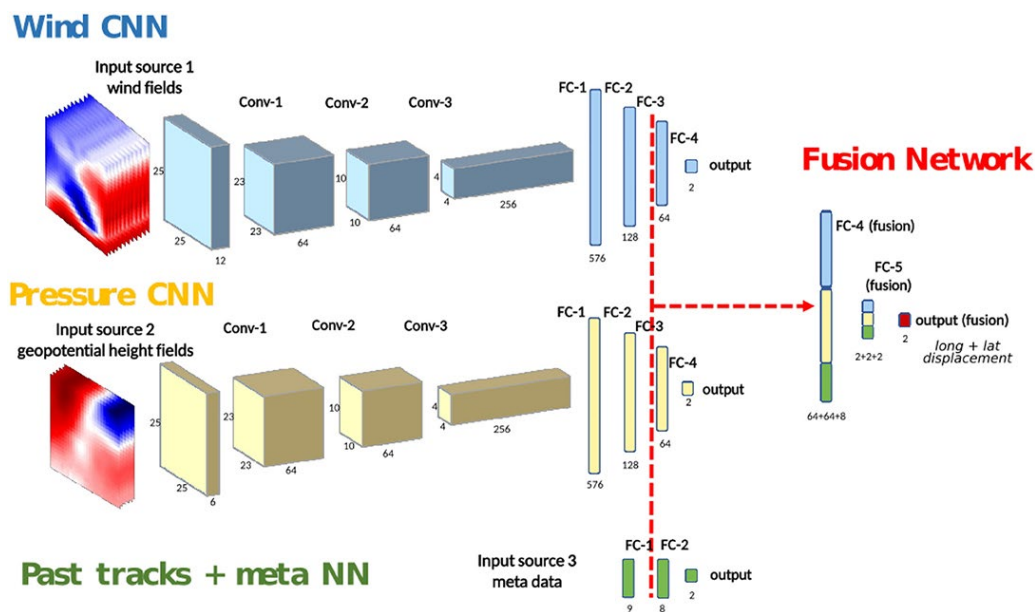 Wind CNN
Input source 1
wind fields
Conv-1
Conv-2
Conv-3
FC-1
FC-2
FC-3
FC-4
output
25
25
12
23
23
64
10
10
64
4
4
256
576
128
64
2
Fusion Network
FC-4 (fusion)
FC-5
(fusion)
output (fusion)
2
long + lat
displacement
2+2+2
64+64+8
Pressure CNN
Input source 2
geopotential height fields
Conv-1
Conv-2
Conv-3
FC-1
FC-2
FC-3
FC-4
output
25
25
6
23
23
64
10
10
64
4
4
256
576
128
64
2
Past tracks + meta NN
Input source 3
meta data
FC-1
FC-2
output
9
8
2